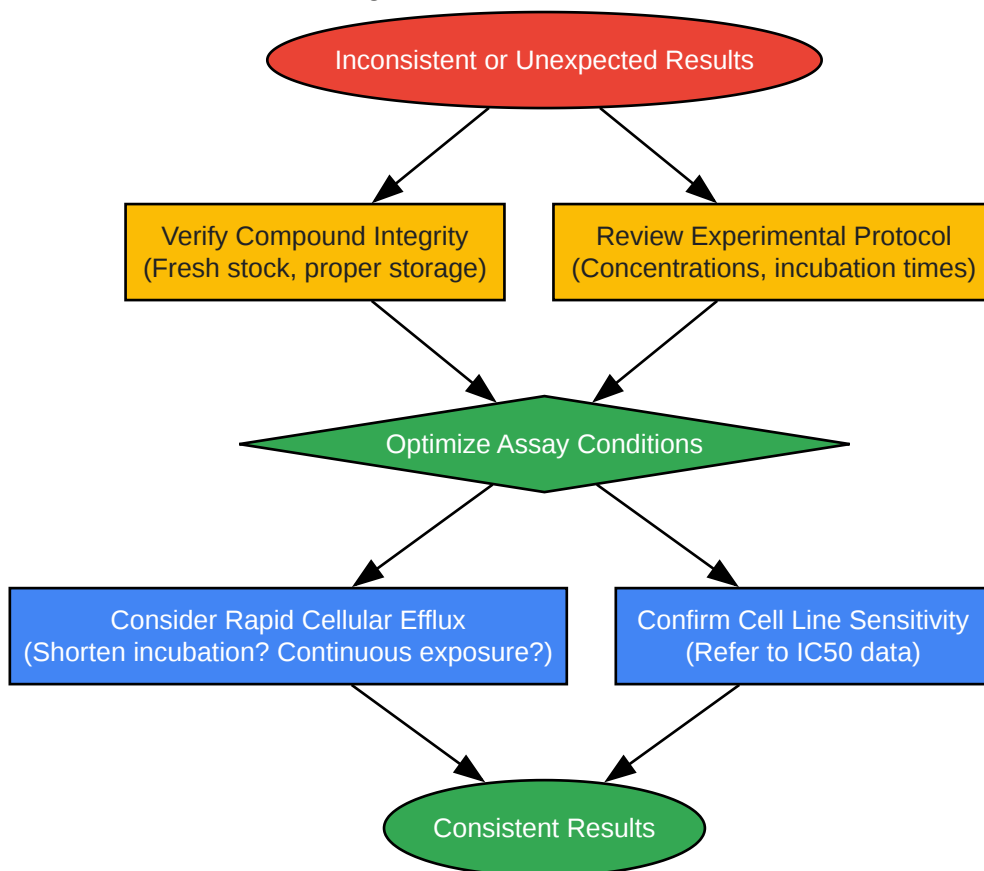 Inconsistent or Unexpected Results
Verify Compound Integrity
(Fresh stock, proper storage)
Review Experimental Protocol
(Concentrations, incubation times)
Optimize Assay Conditions
Consider Rapid Cellular Efflux
(Shorten incubation? Continuous exposure?)
Confirm Cell Line Sensitivity
(Refer to IC50 data)
Consistent Results